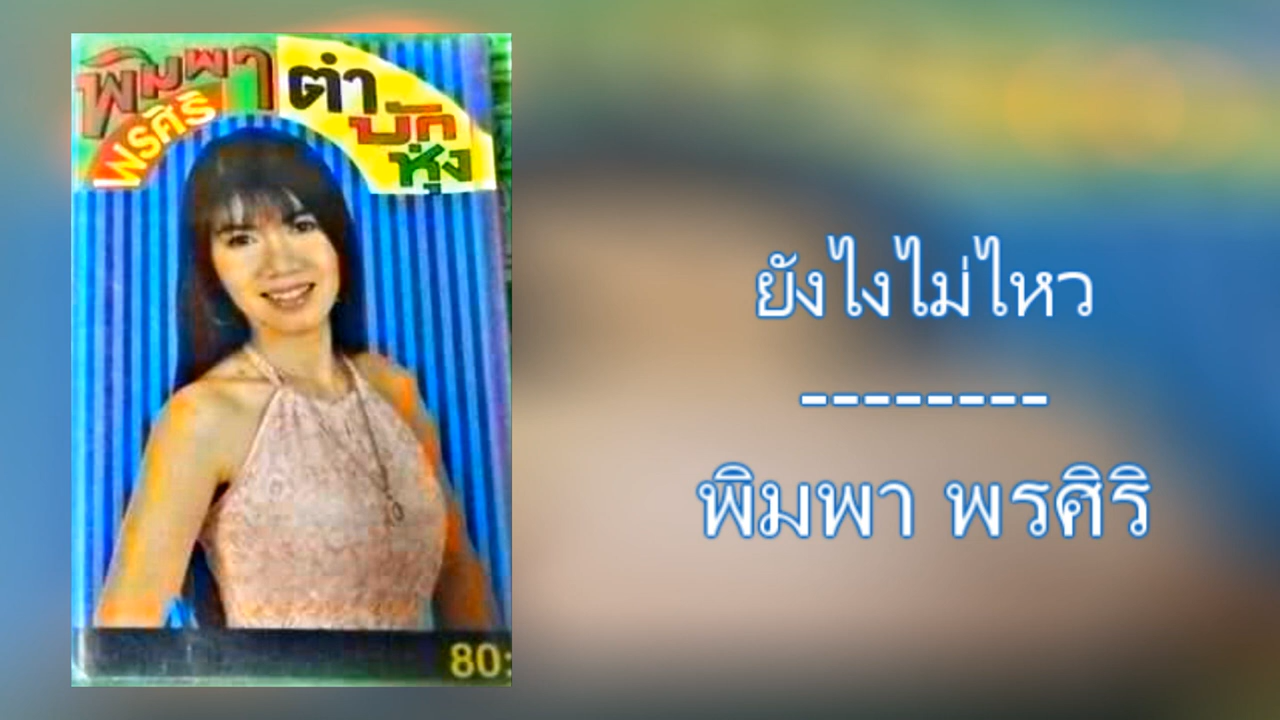 พิมพา
พรศิริ
ตำ
บัก
หุ่ง
80:
ยังไงไม่ไหว
--------
พิมพา พรศิริ